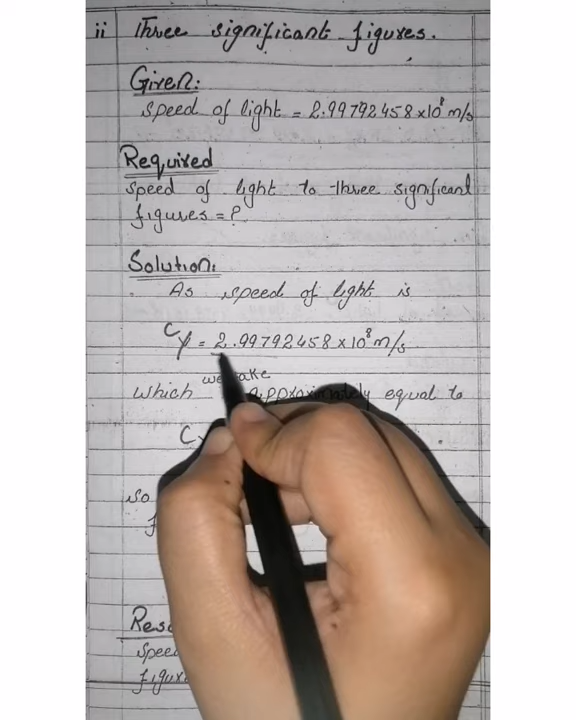 ii Three significant figures.
Given:
Speed of light = 2.99792458×10⁸ m/s
Required
Speed of light to three significant
figures = ?
Solution:
As speed of light is
C = 2.99792458×10⁸ m/s
we take
which approximately equal to
C
so